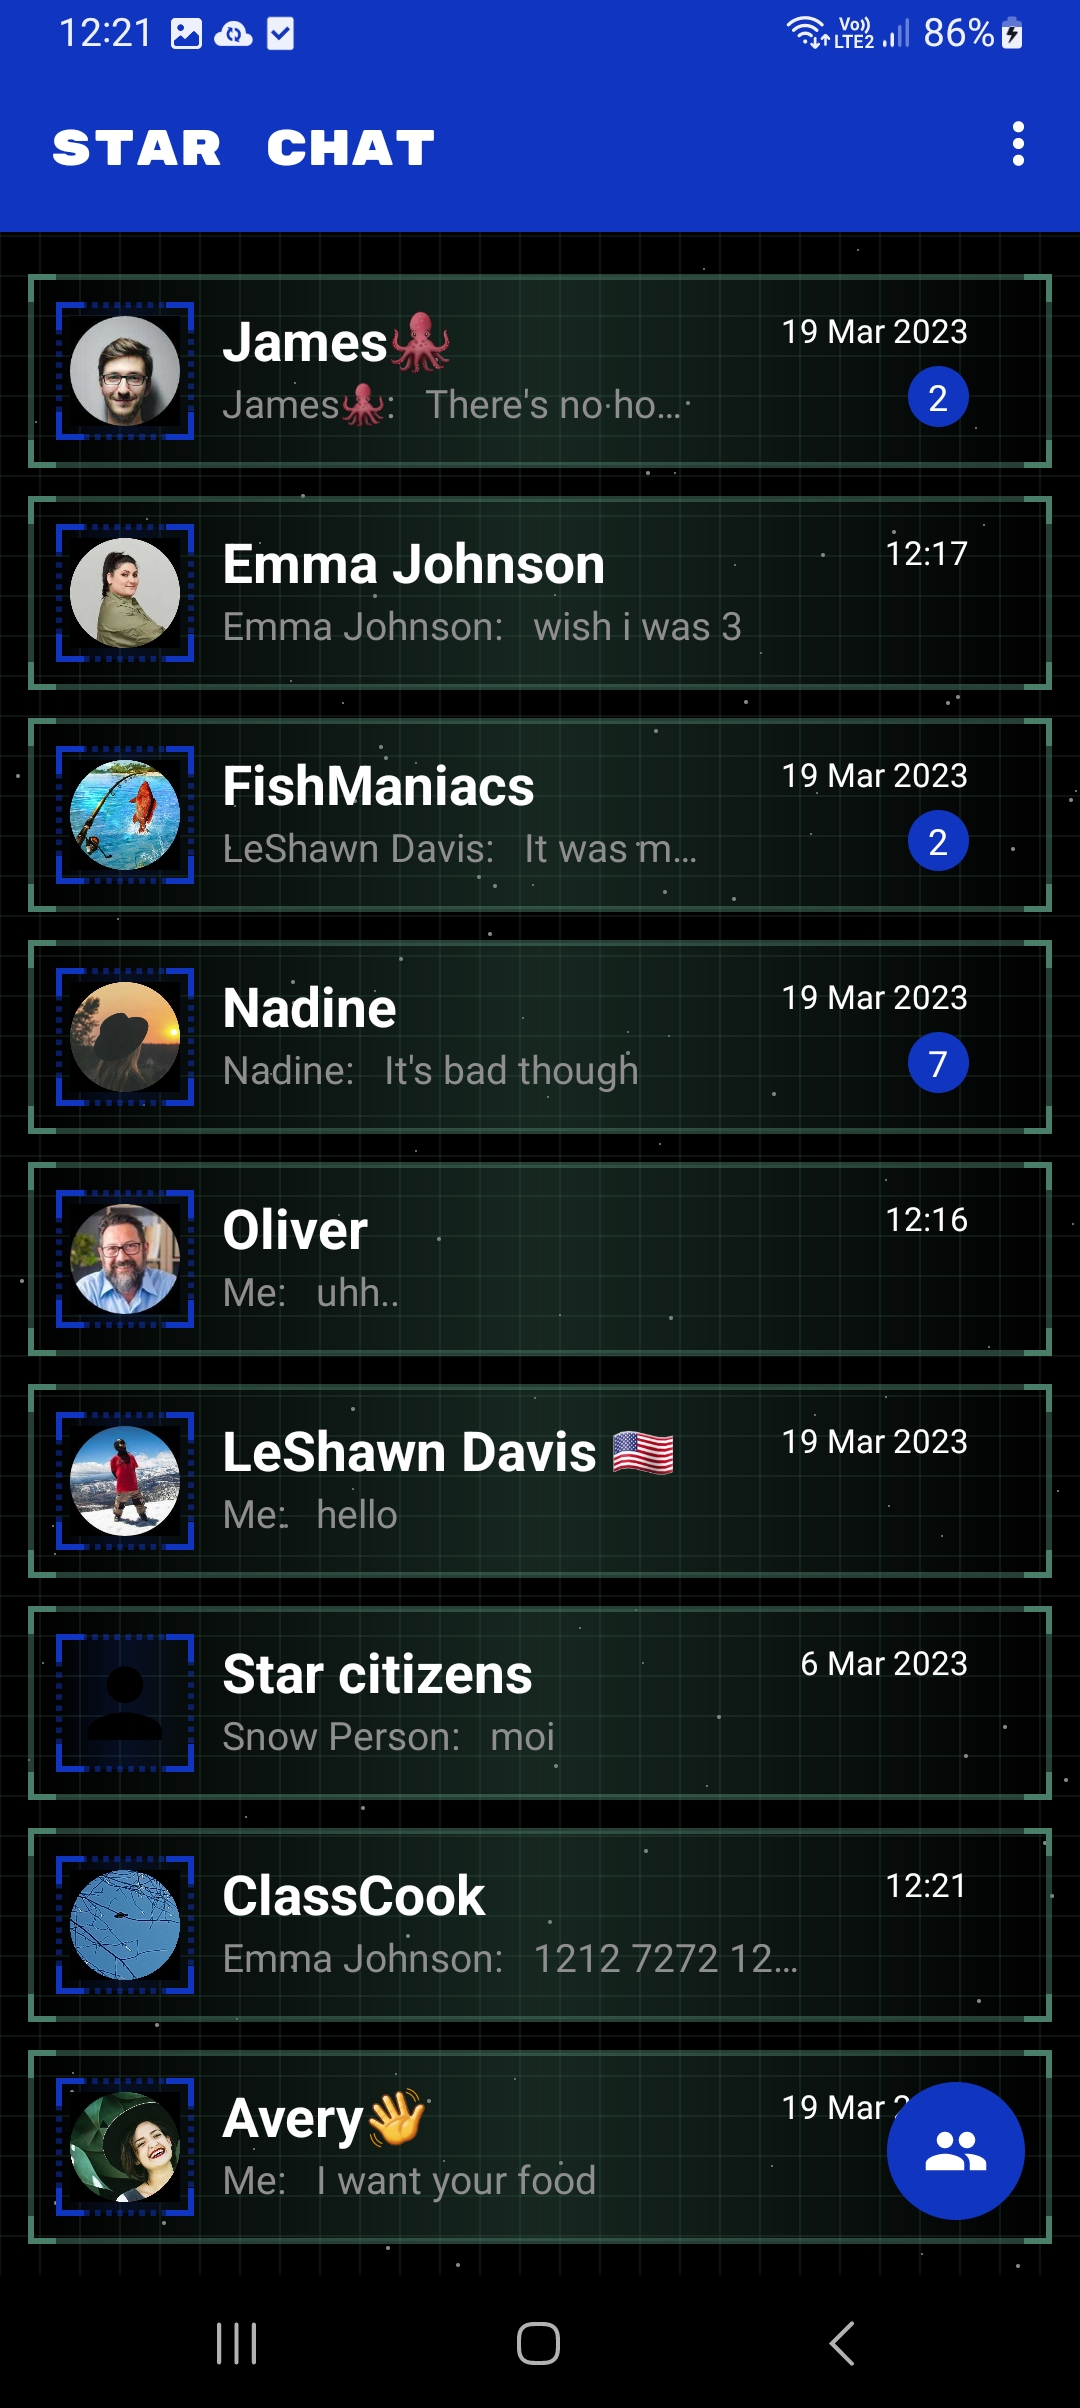 12:21
Vo)) LTE2 86%
STAR CHAT
James🐙
19 Mar 2023
James🐙: There's no ho...
2
Emma Johnson
12:17
Emma Johnson: wish i was 3
FishManiacs
19 Mar 2023
LeShawn Davis: It was m...
2
Nadine
19 Mar 2023
Nadine: It's bad though
7
Oliver
12:16
Me: uhh..
LeShawn Davis 🇺🇸
19 Mar 2023
Me: hello
Star citizens
6 Mar 2023
Snow Person: moi
ClassCook
12:21
Emma Johnson: 1212 7272 12...
Avery👋
19 Mar
Me: I want your food